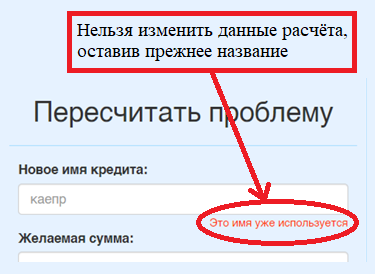 Нельзя изменить данные расчёта,
оставив прежнее название
Пересчитать проблему
Новое имя кредита:
каепр
Это имя уже используется
Желаемая сумма: